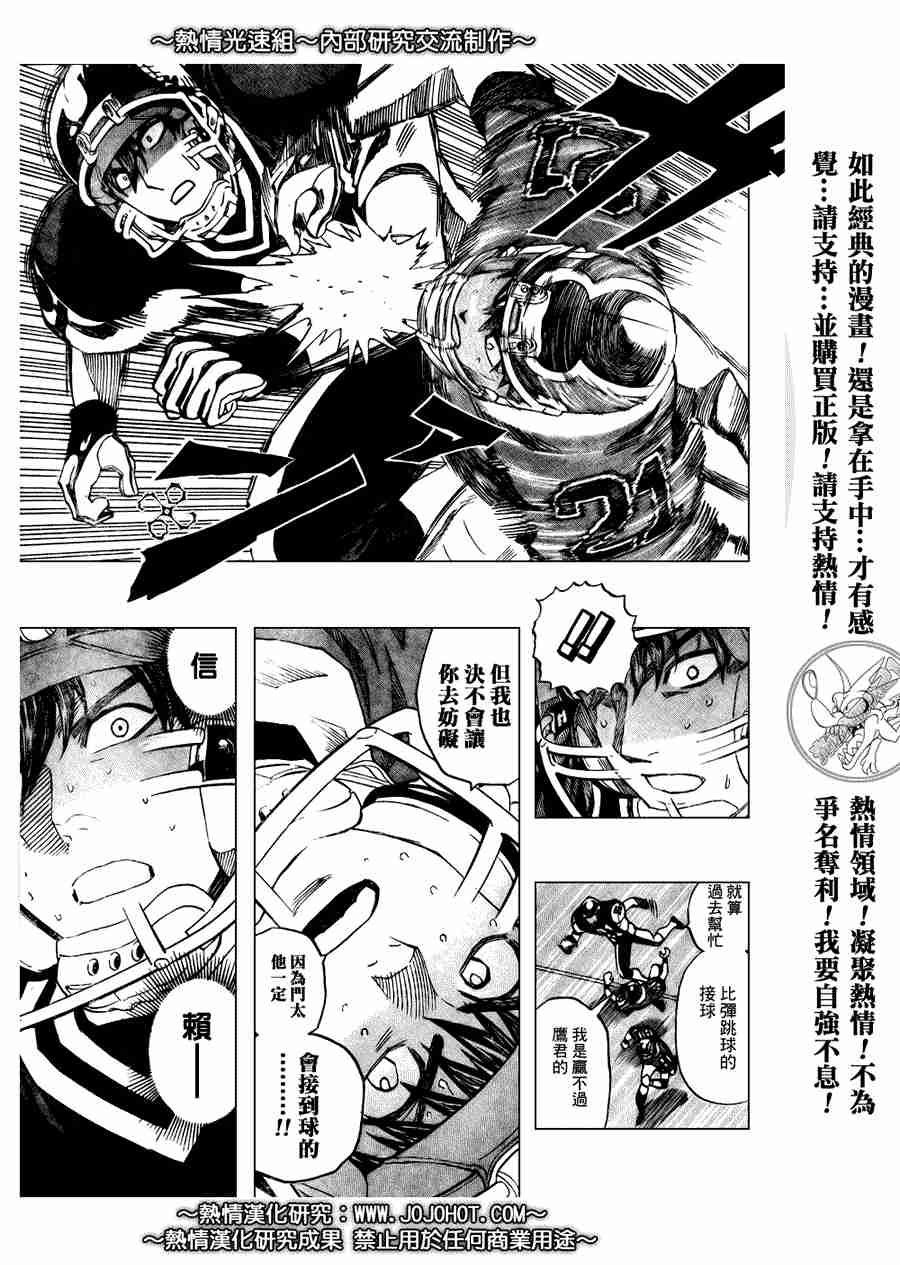 ～熱情光速組～內部研究交流制作～
如此經典的漫畫！還是拿在手中…才有感
覺…請支持…並購買正版！請支持熱情！
熱情領域！凝聚熱情！不為
爭名奪利！我要自強不息！
21
21
!!
就算
過去幫忙
比彈跳球的
接球
我是贏不過
鷹君的
但我也
決不會讓
你去妨礙
因為門太
他一定
………
會接到球的
!!
信
賴—
～熱情漢化研究：WWW.JOJOHOT.COM～
～熱情漢化研究成果 禁止用於任何商業用途～